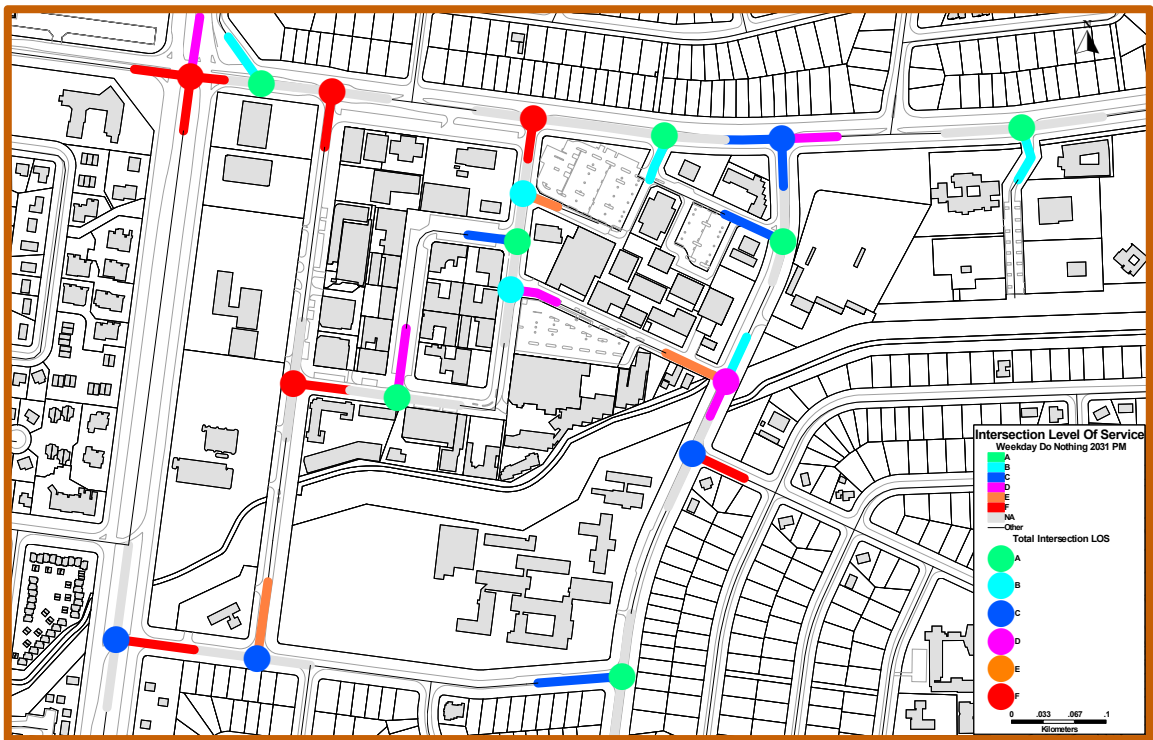 N
Intersection Level Of Service
Weekday Do Nothing 2031 PM
A
B
C
D
E
F
NA
Other
Total Intersection LOS
A
B
C
D
E
F
0 .033 .067 .1
Kilometers